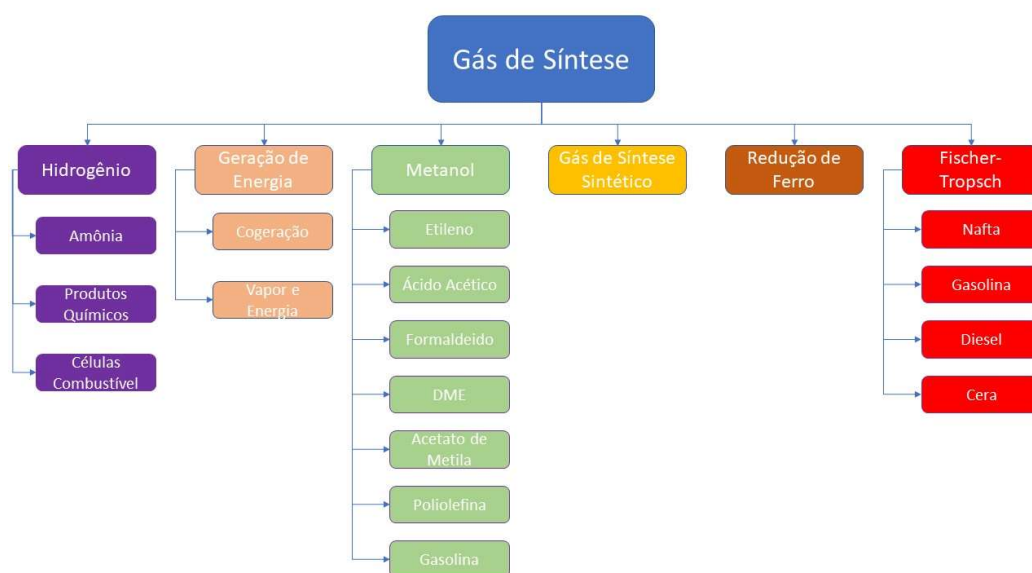 Gás de Síntese
Hidrogênio
Amônia
Produtos
Químicos
Células
Combustível
Geração de
Energia
Cogeração
Vapor e
Energia
Metanol
Etileno
Ácido Acético
Formaldeido
DME
Acetato de
Metila
Poliolefina
Gasolina
Gás de Síntese
Sintético
Redução de
Ferro
Fischer-
Tropsch
Nafta
Gasolina
Diesel
Cera